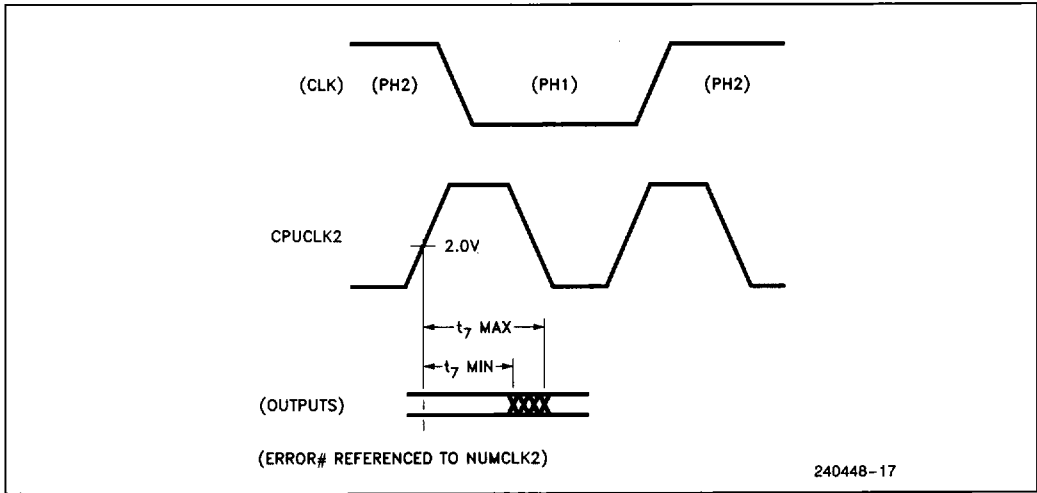 (CLK) (PH2) (PH1) (PH2)
CPUCLK2
2.0V
t₇ MAX
t₇ MIN
(OUTPUTS)
(ERROR# REFERENCED TO NUMCLK2)
240448-17